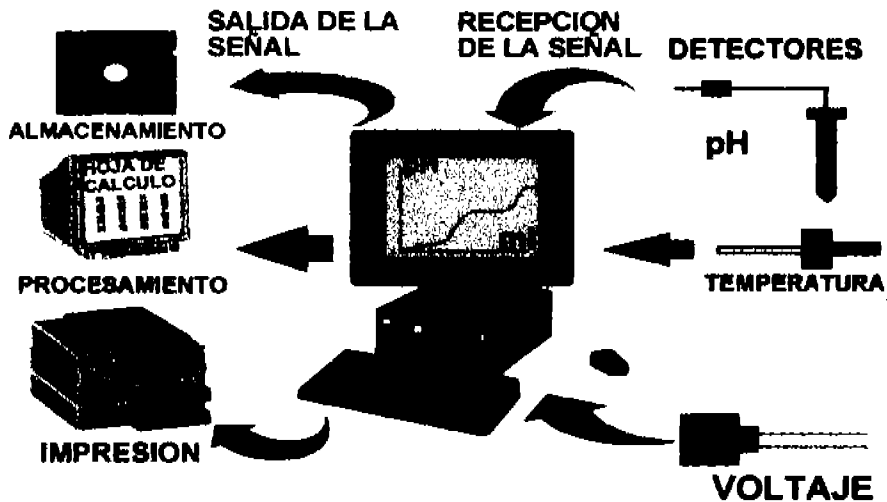 SALIDA DE LA
SEÑAL
RECEPCION
DE LA SEÑAL
DETECTORES
ALMACENAMIENTO
pH
HOJA DE
CALCULO
PROCESAMIENTO
TEMPERATURA
IMPRESION
VOLTAJE